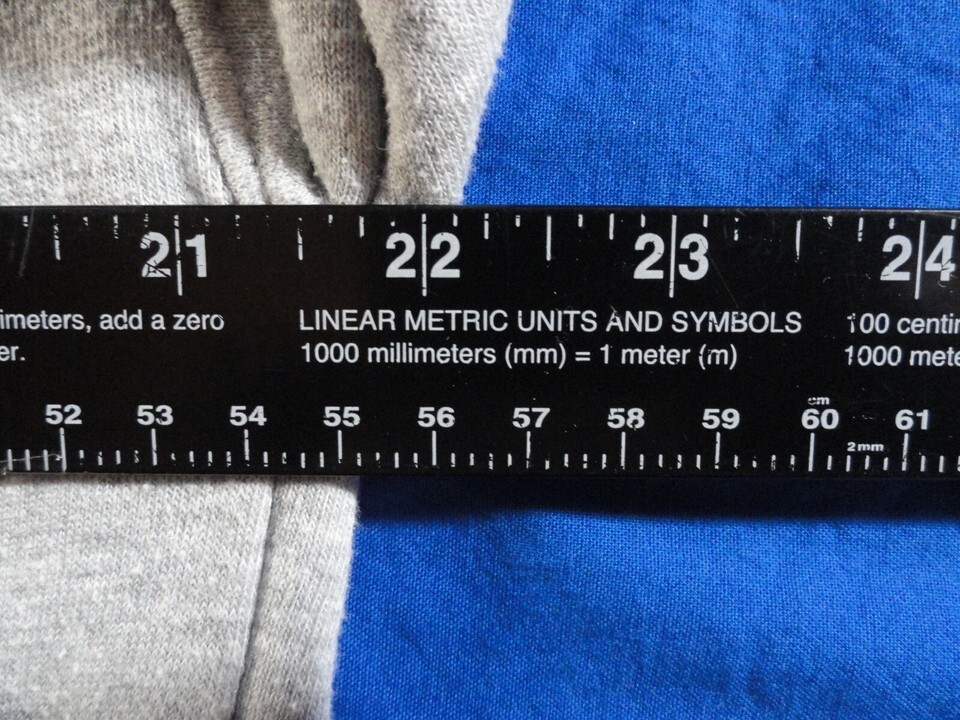 21 22 23 24
imeters, add a zero LINEAR METRIC UNITS AND SYMBOLS 100 centin
er. 1000 millimeters (mm) = 1 meter (m) 1000 mete
cm
52 53 54 55 56 57 58 59 60 61
2mm